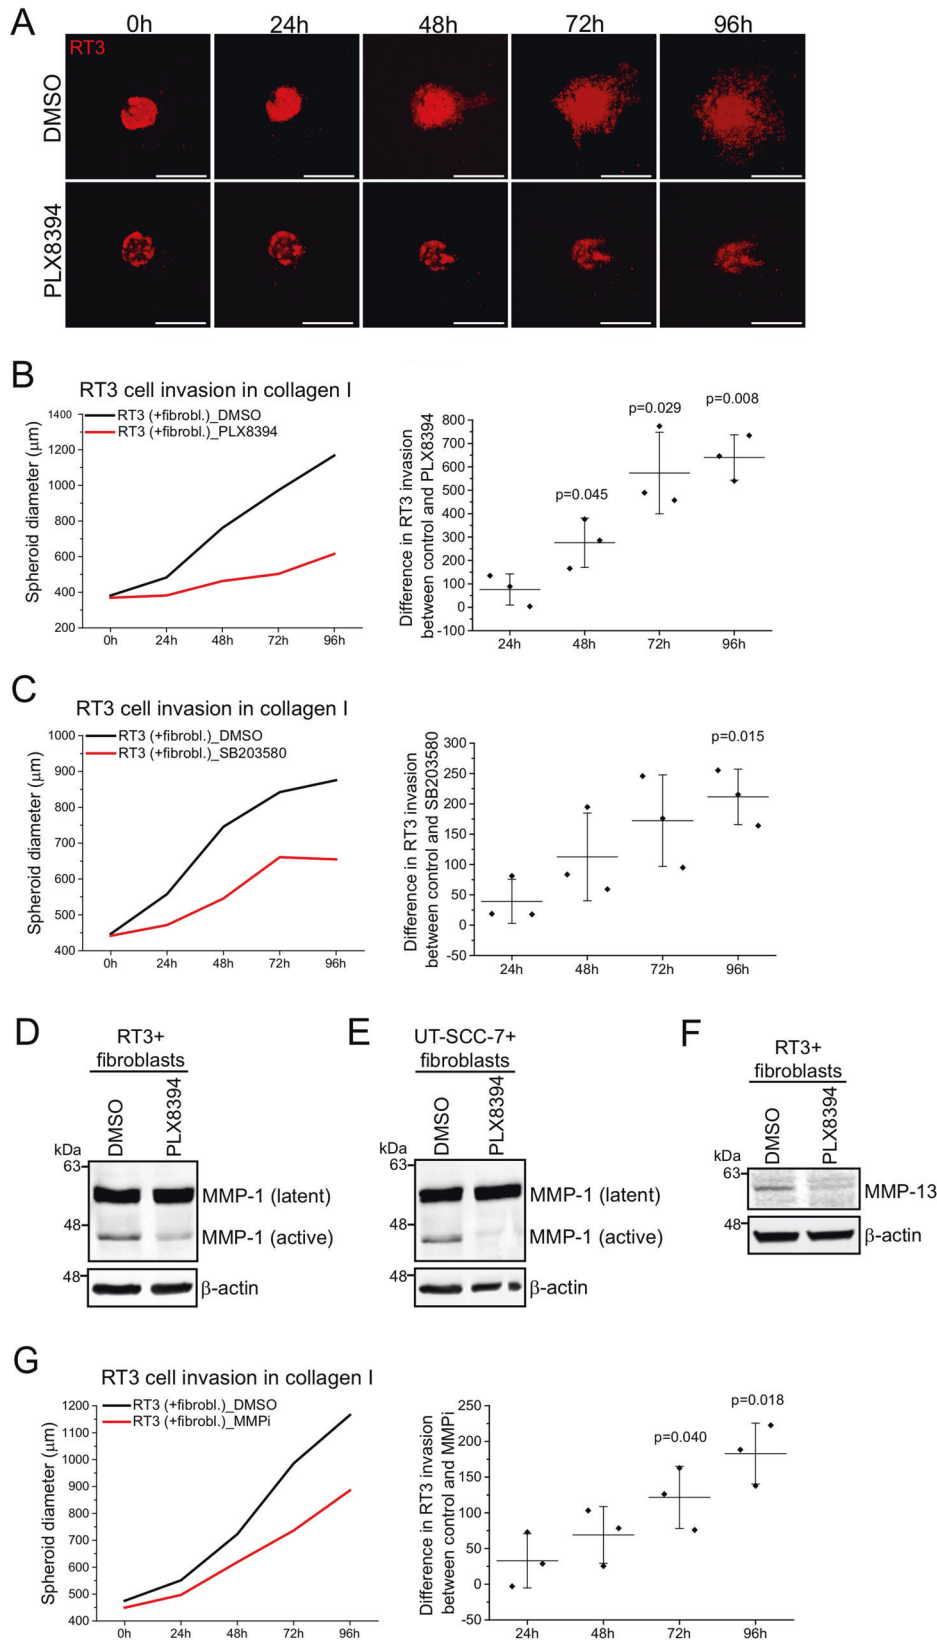 A
0h 24h 48h 72h 96h
RT3
DMSO
PLX8394
B
RT3 cell invasion in collagen I
RT3 (+fibrobl.)_DMSO
RT3 (+fibrobl.)_PLX8394
Spheroid diameter (μm)
1400
1200
1000
800
600
400
200
0h 24h 48h 72h 96h
Difference in RT3 invasion
between control and PLX8394
800
700
600
500
400
300
200
100
0
-100
p=0.045
p=0.029
p=0.008
24h 48h 72h 96h
C
RT3 cell invasion in collagen I
RT3 (+fibrobl.)_DMSO
RT3 (+fibrobl.)_SB203580
Spheroid diameter (μm)
1000
900
800
700
600
500
400
0h 24h 48h 72h 96h
Difference in RT3 invasion
between control and SB203580
300
250
200
150
100
50
0
-50
p=0.015
24h 48h 72h 96h
D
RT3+
fibroblasts
DMSO
PLX8394
kDa
63
MMP-1 (latent)
48
MMP-1 (active)
48
β-actin
E
UT-SCC-7+
fibroblasts
DMSO
PLX8394
kDa
63
MMP-1 (latent)
48
MMP-1 (active)
48
β-actin
F
RT3+
fibroblasts
DMSO
PLX8394
kDa
63
MMP-13
48
β-actin
G
RT3 cell invasion in collagen I
RT3 (+fibrobl.)_DMSO
RT3 (+fibrobl.)_MMPi
Spheroid diameter (μm)
1200
1100
1000
900
800
700
600
500
400
0h 24h 48h 72h 96h
Difference in RT3 invasion
between control and MMPi
250
200
150
100
50
0
-50
p=0.040
p=0.018
24h 48h 72h 96h